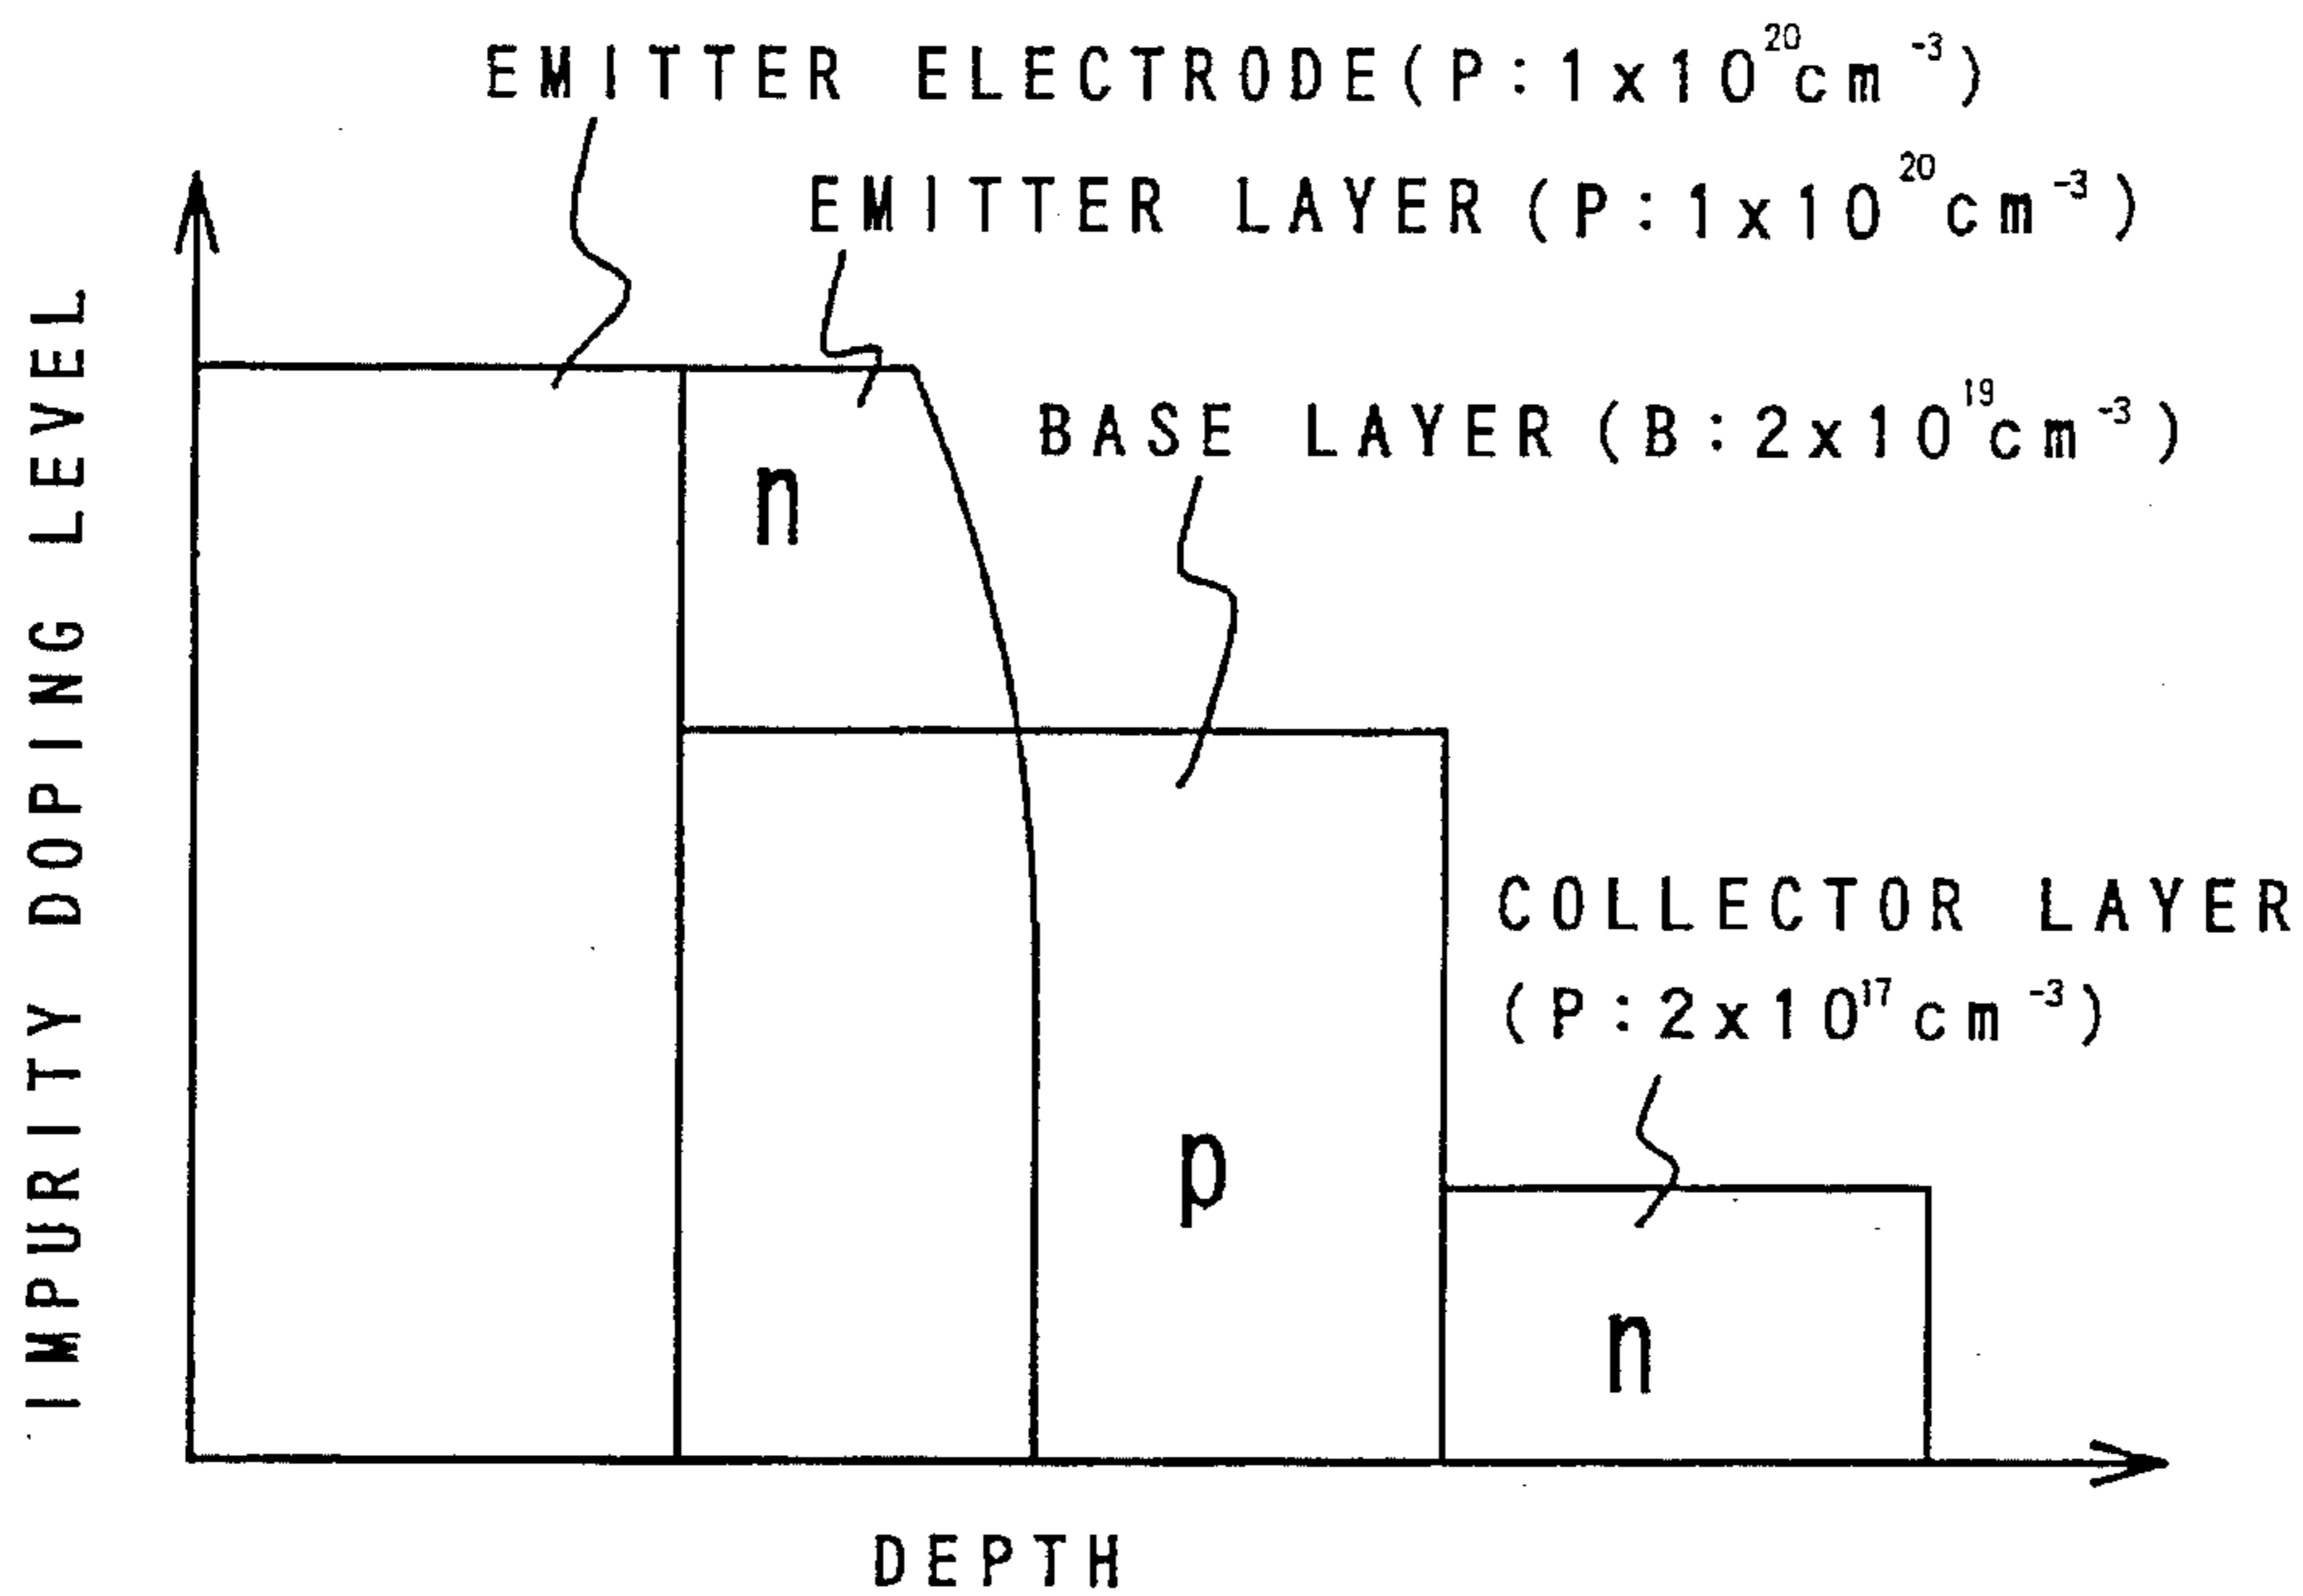 EMITTER ELECTRODE(P:1x10²⁰cm⁻³)
EMITTER LAYER(P:1x10²⁰cm⁻³)
BASE LAYER(B:2x10¹⁹cm⁻³)
n
COLLECTOR LAYER
(P:2x10¹⁷cm⁻³)
p
n
IMPURITY DOPING LEVEL
DEPTH